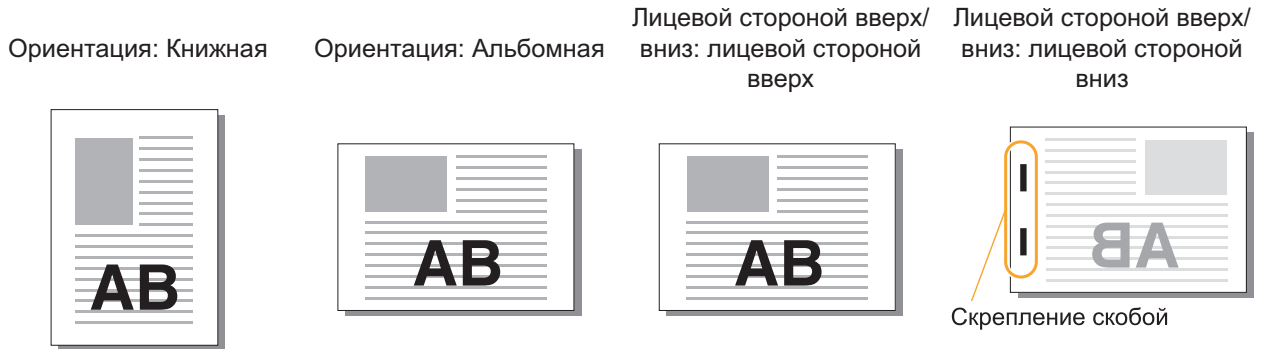 Ориентация: Книжная
Ориентация: Альбомная
Лицевой стороной вверх/
вниз: лицевой стороной
вверх
Лицевой стороной вверх/
вниз: лицевой стороной
вниз
AB
AB
AB
AB
Скрепление скобой